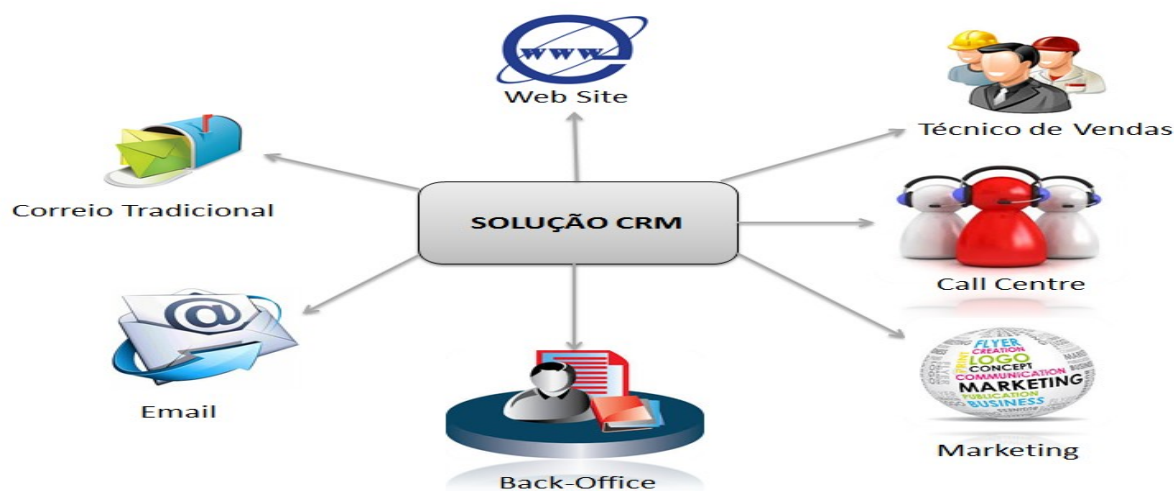 www
Web Site
Técnico de Vendas
Correio Tradicional
SOLUÇÃO CRM
Call Centre
@
Email
FLYER
CREATION
LOGO
CONCEPT
COMMUNICATION
MARKETING
PUBLICATION
BUSINESS
Marketing
Back-Office